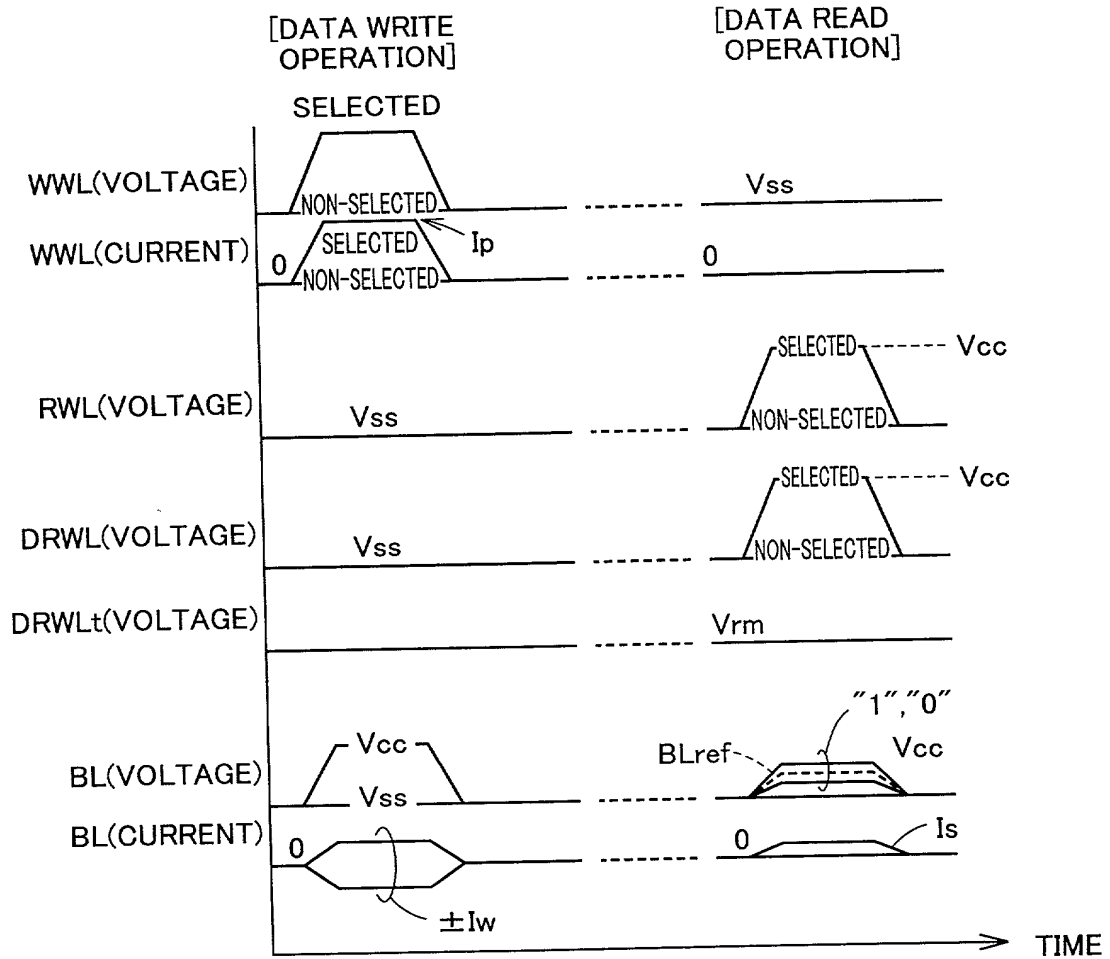 [DATA WRITE
OPERATION]
[DATA READ
OPERATION]
SELECTED
WWL(VOLTAGE)
NON-SELECTED
Vss
WWL(CURRENT)
0
SELECTED
NON-SELECTED
Ip
0
RWL(VOLTAGE)
Vss
SELECTED
Vcc
NON-SELECTED
DRWL(VOLTAGE)
Vss
SELECTED
Vcc
NON-SELECTED
DRWLt(VOLTAGE)
Vrm
BL(VOLTAGE)
Vcc
Vss
"1","0"
BLref
Vcc
BL(CURRENT)
0
±Iw
0
Is
TIME